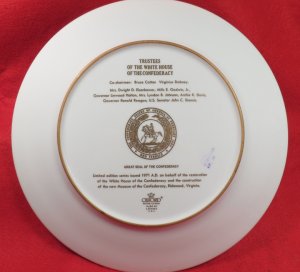 TRUSTEES
OF THE WHITE HOUSE
OF THE CONFEDERACY
Co-chairmen: Bruce Catton Virginius Dabney
Mrs. Dwight D. Eisenhower, Mills E. Godwin, Jr.,
Governor Linwood Holton, Mrs. Lyndon B. Johnson, Archie K. Davis,
Governor Ronald Reagan, U.S. Senator John C. Stennis.
GREAT SEAL OF THE CONFEDERACY
Limited edition series issued 1971 A.D. on behalf of the restoration
of the White House of the Confederacy and the construction
of the new Museum of the Confederacy, Richmond, Virginia.
OXFORD